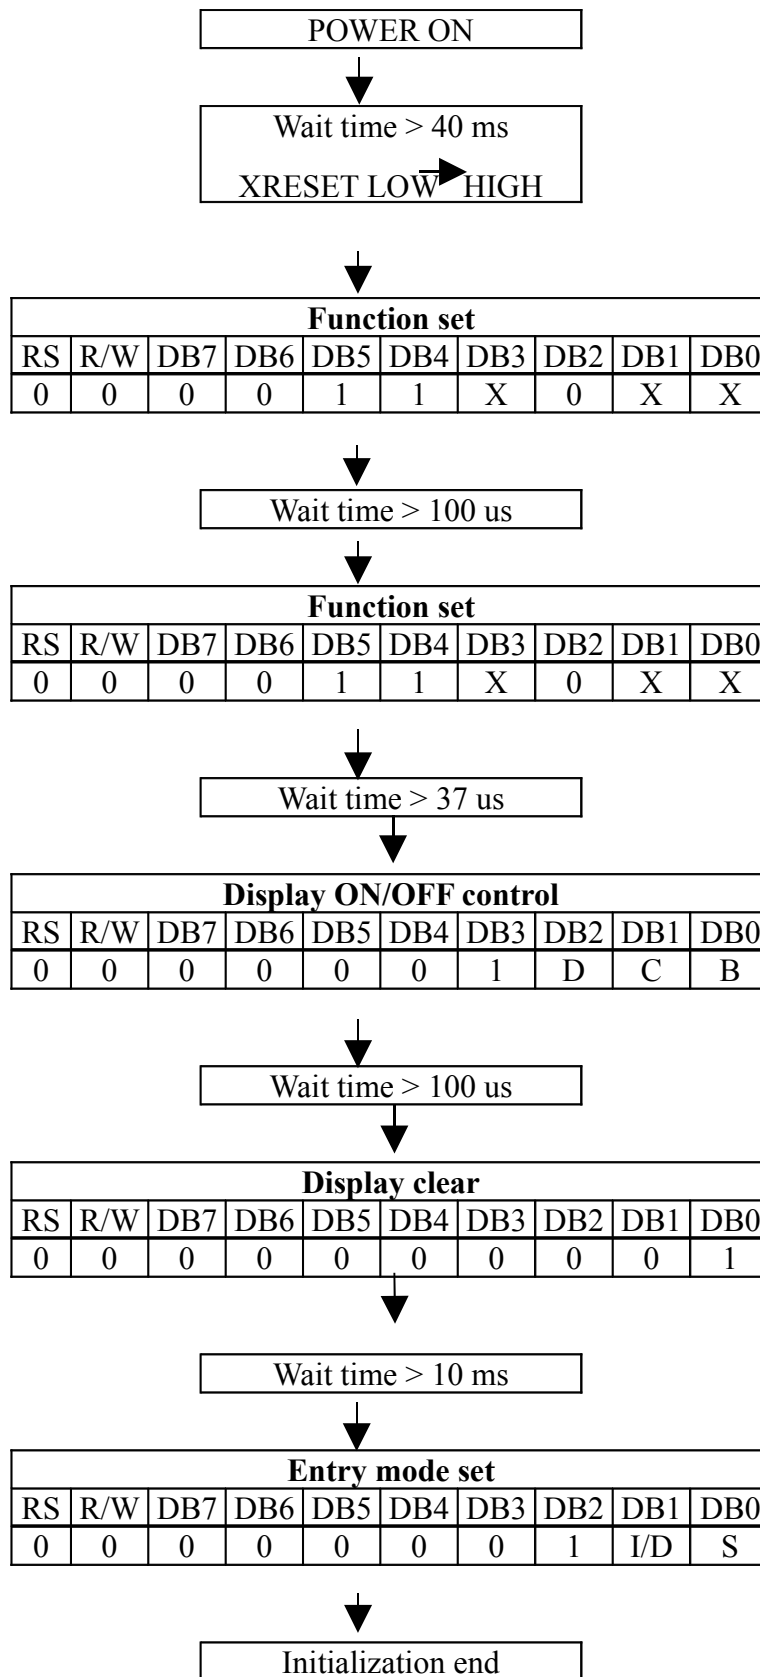 POWER ON
Wait time > 40 ms
XRESET LOW HIGH
Function set
RS R/W DB7 DB6 DB5 DB4 DB3 DB2 DB1 DB0
0 0 0 0 1 1 X 0 X X
Wait time > 100 us
Function set
RS R/W DB7 DB6 DB5 DB4 DB3 DB2 DB1 DB0
0 0 0 0 1 1 X 0 X X
Wait time > 37 us
Display ON/OFF control
RS R/W DB7 DB6 DB5 DB4 DB3 DB2 DB1 DB0
0 0 0 0 0 0 1 D C B
Wait time > 100 us
Display clear
RS R/W DB7 DB6 DB5 DB4 DB3 DB2 DB1 DB0
0 0 0 0 0 0 0 0 0 1
Wait time > 10 ms
Entry mode set
RS R/W DB7 DB6 DB5 DB4 DB3 DB2 DB1 DB0
0 0 0 0 0 0 0 1 I/D S
Initialization end